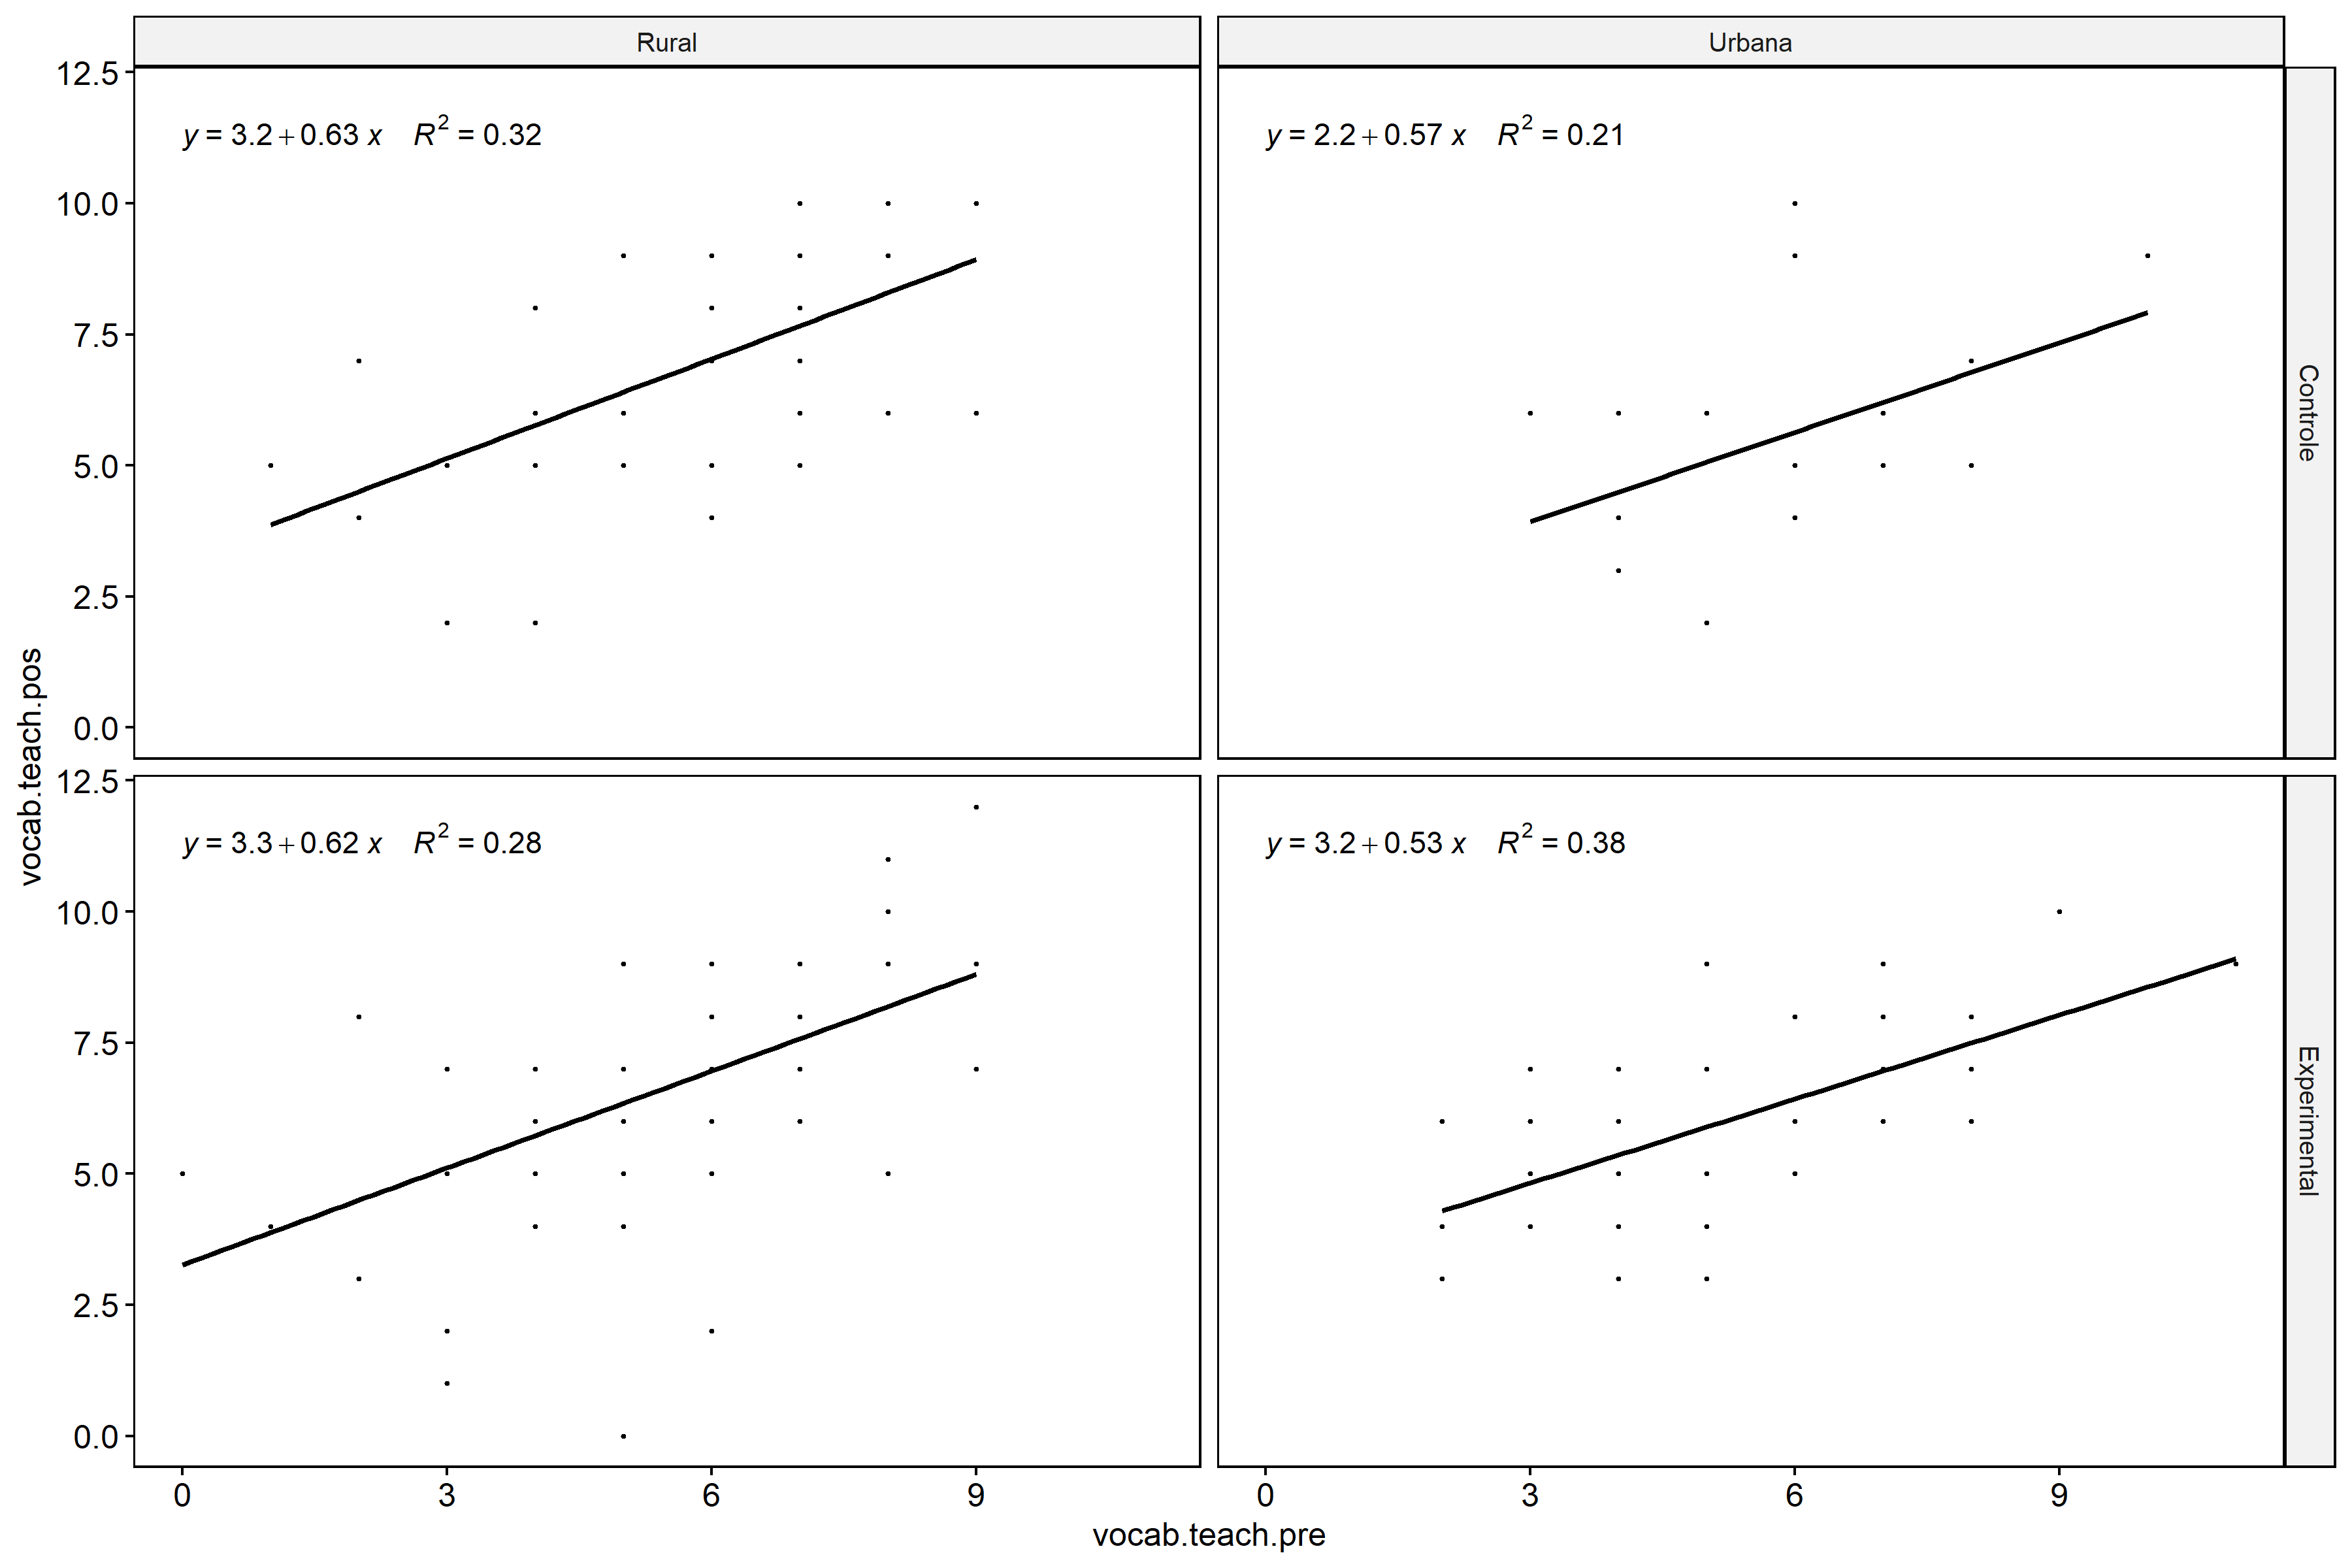 Rural
Urbana
12.5
10.0
7.5
5.0
2.5
0.0
y = 3.2 + 0.63 x R² = 0.32
y = 2.2 + 0.57 x R² = 0.21
Controle
vocab.teach.pos
12.5
10.0
7.5
5.0
2.5
0.0
y = 3.3 + 0.62 x R² = 0.28
y = 3.2 + 0.53 x R² = 0.38
Experimental
0 3 6 9
0 3 6 9
vocab.teach.pre